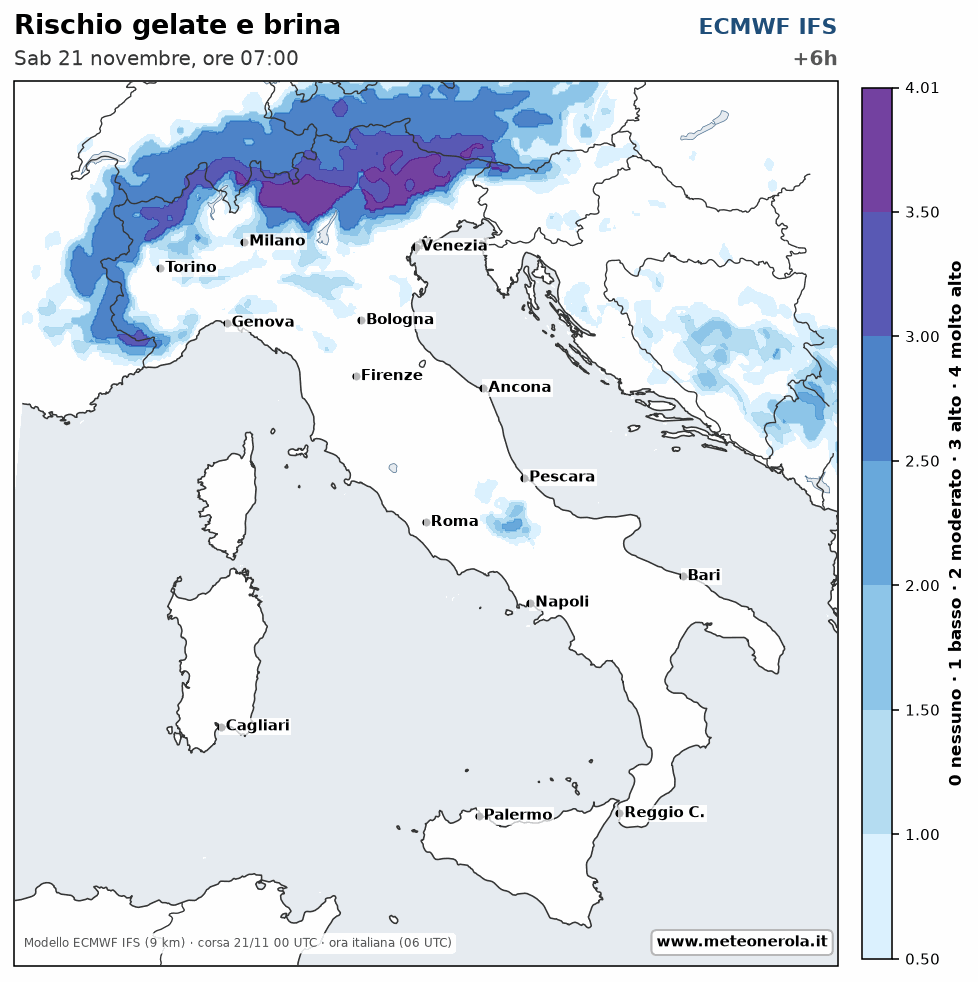 Rischio gelate e brina
ECMWF IFS
Sab 21 novembre, ore 07:00
+6h
4.01
3.50
3.00
2.50
2.00
1.50
1.00
0.50
0 nessuno · 1 basso · 2 moderato · 3 alto · 4 molto alto
Milano
Venezia
Torino
Genova
Bologna
Firenze
Ancona
Pescara
Roma
Bari
Napoli
Cagliari
Palermo
Reggio C.
Modello ECMWF IFS (9 km) · corsa 21/11 00 UTC · ora italiana (06 UTC)
www.meteonerola.it